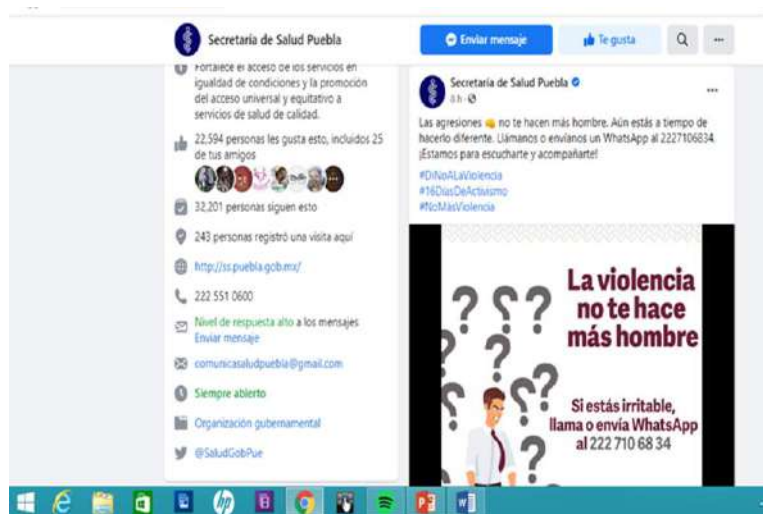 Secretaría de Salud Puebla
Enviar mensaje
Te gusta
Fortalece el acceso de los servicios en
igualdad de condiciones y la promoción
del acceso universal y equitativo a
servicios de salud de calidad.
22,594 personas les gusta esto, incluidos 25
de tus amigos
32,201 personas siguen esto
243 personas registró una visita aquí
http://ss.puebla.gob.mx/
222 551 0600
Nivel de respuesta alto a los mensajes
Enviar mensaje
comunicasaludpuebla@gmail.com
Siempre abierto
Organización gubernamental
@SaludGobPue
Secretaría de Salud Puebla
8 h ·
Las agresiones no te hacen más hombre. Aún estás a tiempo de
hacerlo diferente. Llámanos o envíanos un WhatsApp al 2227106834.
¡Estamos para escucharte y acompañarte!
#DiNoALaViolencia
#16DíasDeActivismo
#NoMásViolencia
La violencia
no te hace
más hombre
Si estás irritable,
llama o envía WhatsApp
al 222 710 68 34